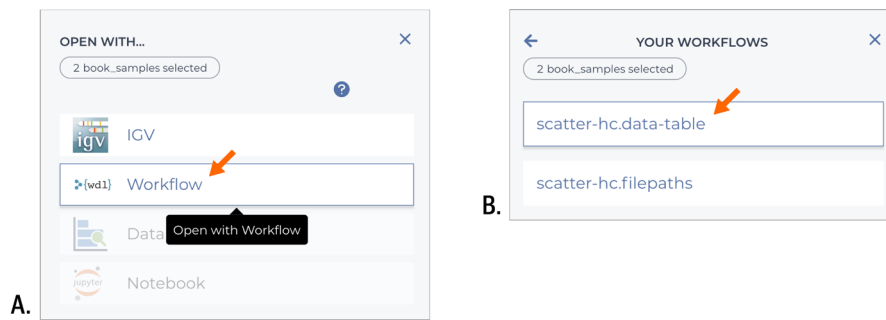 OPEN WITH...
2 book_samples selected
?
igv IGV
{wdl} Workflow
Data
Open with Workflow
jupyter Notebook
A.
YOUR WORKFLOWS
2 book_samples selected
scatter-hc.data-table
scatter-hc.filepaths
B.